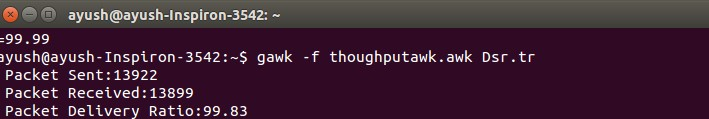 ayush@ayush-Inspiron-3542: ~
=99.99
ayush@ayush-Inspiron-3542:~$ gawk -f thoughputawk.awk Dsr.tr
Packet Sent:13922
Packet Received:13899
Packet Delivery Ratio:99.83